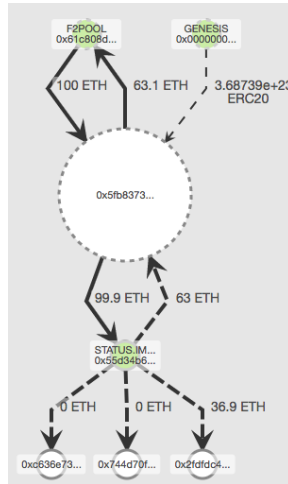 F2POOL
0x61c808d...
GENESIS
0x0000000...
100 ETH
63.1 ETH
3.68739e+23
ERC20
0x5fb8373...
99.9 ETH
63 ETH
STATUS.IM...
0x55d34b6...
0 ETH
0 ETH
36.9 ETH
0xc636e73...
0x744d70f...
0x2fdfdc4...